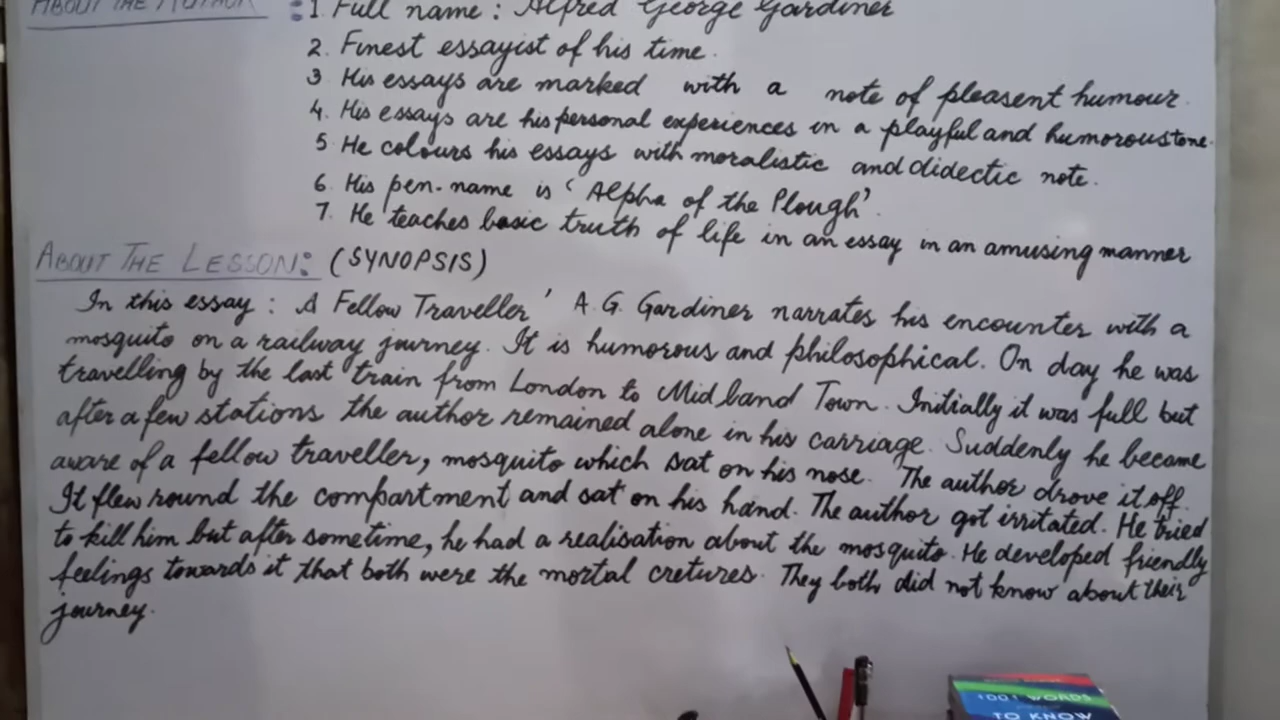 ABOUT THE AUTHOR : 1. Full name : Alfred George Gardiner
2. Finest essayist of his time.
3. His essays are marked with a note of pleasent humour.
4. His essays are his personal experiences in a playful and humorous tone.
5 He colours his essays with moralistic and didectic note.
6. His pen-name is 'Alpha of the Plough'.
7. He teaches basic truth of life in an essay in an amusing manner
ABOUT THE LESSON: (SYNOPSIS)
In this essay : A Fellow Traveller' A.G. Gardiner narrates his encounter with a
mosquito on a railway journey. It is humorous and philosophical. On day he was
travelling by the last train from London to Midband Town. Initially it was full but
after a few stations the author remained alone in his carriage. Suddenly he became
aware of a fellow traveller, mosquito which sat on his nose. The author drove it off.
It flew round the compartment and sat on his hand. The author got irritated. He tried
to kill him but after sometime, he had a realisation about the mosquito. He developed friendly
feelings towards it that both were the mortal cretures. They both did not know about their
journey.
1001 WORDS
TO KNOW